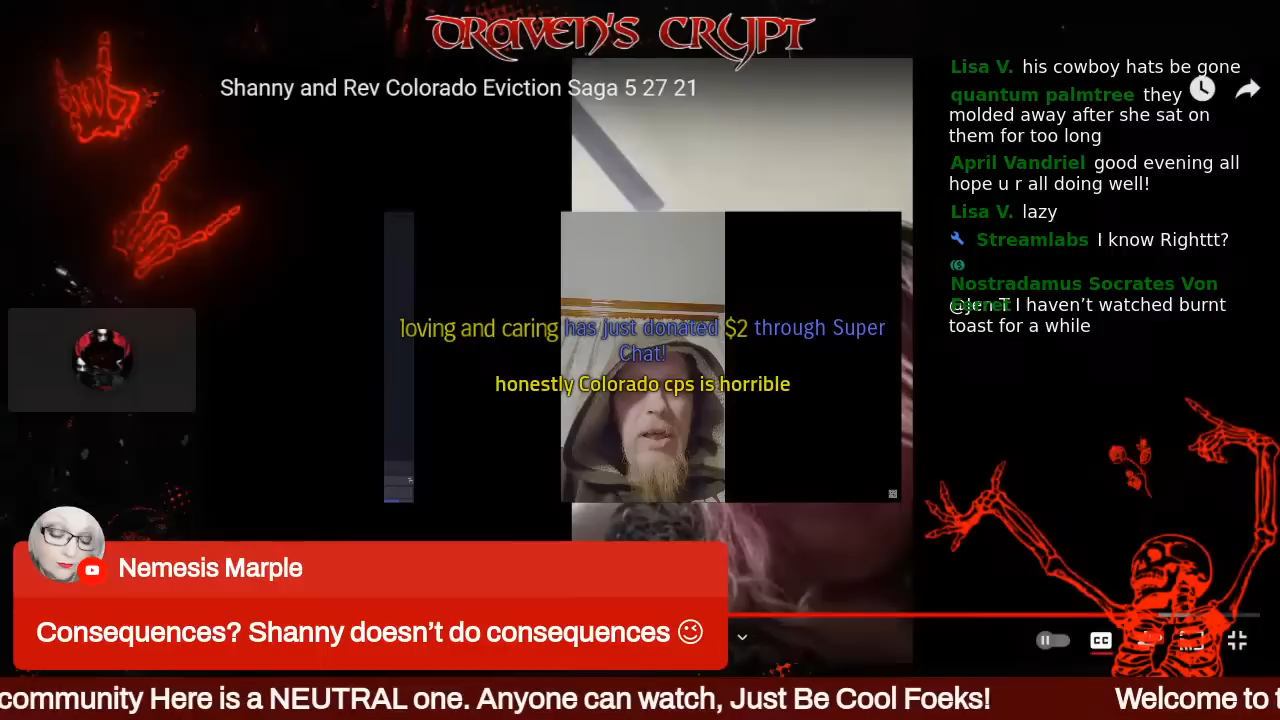 DRAVEN'S CRYPT
Shanny and Rev Colorado Eviction Saga 5 27 21
Lisa V. his cowboy hats be gone
quantum palmtree they
molded away after she sat on
them for too long
April Vandriel good evening all
hope u r all doing well!
Lisa V. lazy
Streamlabs I know Righttt?
Nostradamus Socrates Von
I haven't watched burnt
toast for a while
loving and caring has just donated $2 through Super
Chat!
honestly Colorado cps is horrible
Nemesis Marple
Consequences? Shanny doesn't do consequences 😉
CC
community Here is a NEUTRAL one. Anyone can watch, Just Be Cool Foeks! Welcome to t